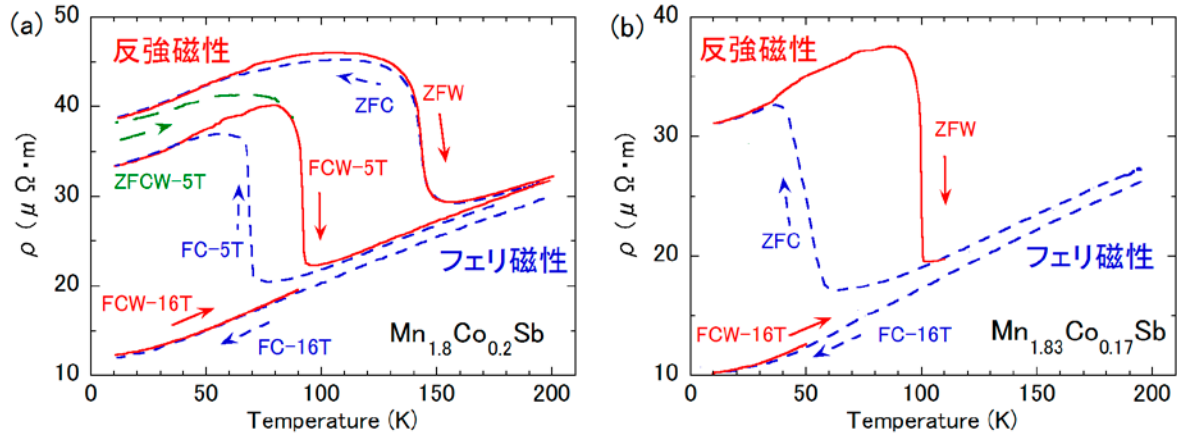 (a)
反強磁性
ZFC
ZFW
ZFCW-5T
FCW-5T
FC-5T
フェリ磁性
FCW-16T
FC-16T
Mn1.8Co0.2Sb
ρ (μΩ・m)
50
40
30
20
10
0 50 100 150 200
Temperature (K)
(b)
反強磁性
ZFW
ZFC
フェリ磁性
FCW-16T
FC-16T
Mn1.83Co0.17Sb
ρ (μΩ・m)
40
30
20
10
0 50 100 150 200
Temperature (K)